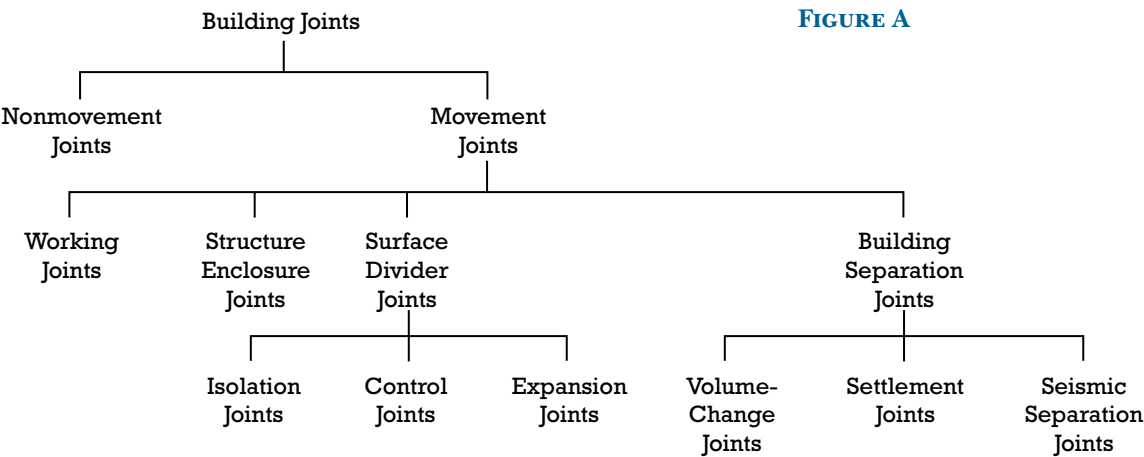 Building Joints
FIGURE A
Nonmovement
Joints
Movement
Joints
Working
Joints
Structure
Enclosure
Joints
Surface
Divider
Joints
Building
Separation
Joints
Isolation
Joints
Control
Joints
Expansion
Joints
Volume-
Change
Joints
Settlement
Joints
Seismic
Separation
Joints